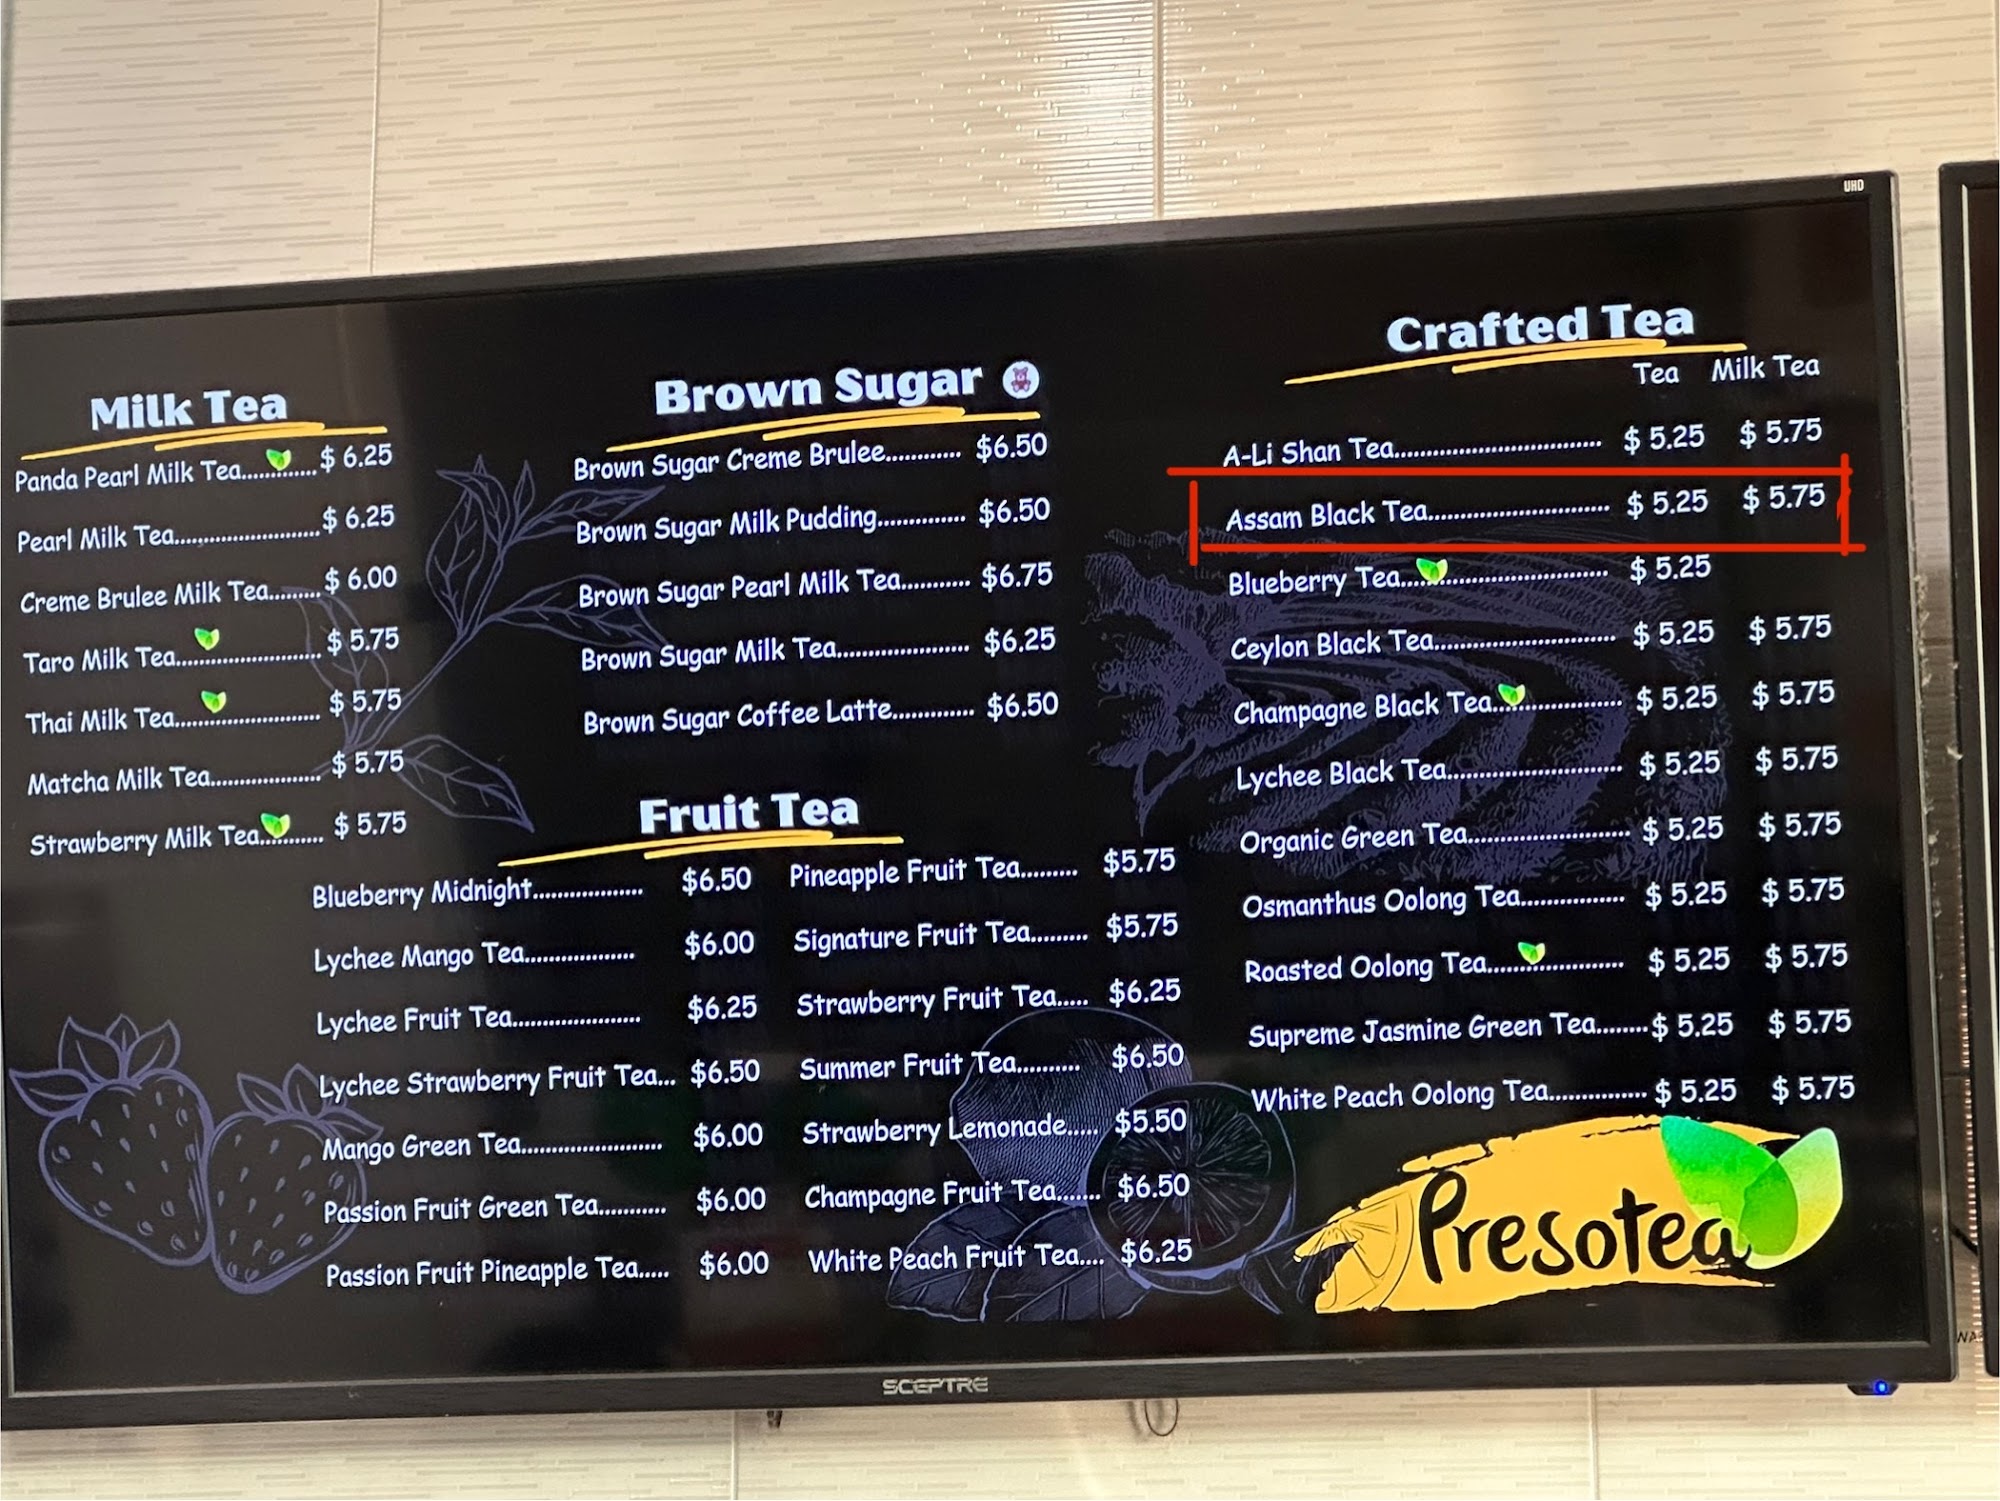 UHD
Milk Tea
Panda Pearl Milk Tea............$ 6.25
Pearl Milk Tea......................$ 6.25
Creme Brulee Milk Tea........$ 6.00
Taro Milk Tea...................... $ 5.75
Thai Milk Tea...................... $ 5.75
Matcha Milk Tea................. $ 5.75
Strawberry Milk Tea.......... $ 5.75
Brown Sugar
Brown Sugar Creme Brulee............ $6.50
Brown Sugar Milk Pudding.............. $6.50
Brown Sugar Pearl Milk Tea........... $6.75
Brown Sugar Milk Tea..................... $6.25
Brown Sugar Coffee Latte............. $6.50
Fruit Tea
Blueberry Midnight................. $6.50
Lychee Mango Tea................. $6.00
Lychee Fruit Tea.................... $6.25
Lychee Strawberry Fruit Tea... $6.50
Mango Green Tea...................... $6.00
Passion Fruit Green Tea........... $6.00
Passion Fruit Pineapple Tea..... $6.00
Pineapple Fruit Tea......... $5.75
Signature Fruit Tea......... $5.75
Strawberry Fruit Tea..... $6.25
Summer Fruit Tea.......... $6.50
Strawberry Lemonade..... $5.50
Champagne Fruit Tea....... $6.50
White Peach Fruit Tea.... $6.25
Crafted Tea
Tea Milk Tea
A-Li Shan Tea................................ $ 5.25 $ 5.75
Assam Black Tea............................ $ 5.25 $ 5.75
Blueberry Tea................................ $ 5.25
Ceylon Black Tea............................ $ 5.25 $ 5.75
Champagne Black Tea.................... $ 5.25 $ 5.75
Lychee Black Tea........................... $ 5.25 $ 5.75
Organic Green Tea......................... $ 5.25 $ 5.75
Osmanthus Oolong Tea................ $ 5.25 $ 5.75
Roasted Oolong Tea..................... $ 5.25 $ 5.75
Supreme Jasmine Green Tea........$ 5.25 $ 5.75
White Peach Oolong Tea............... $ 5.25 $ 5.75
Presotea
SCEPTRE